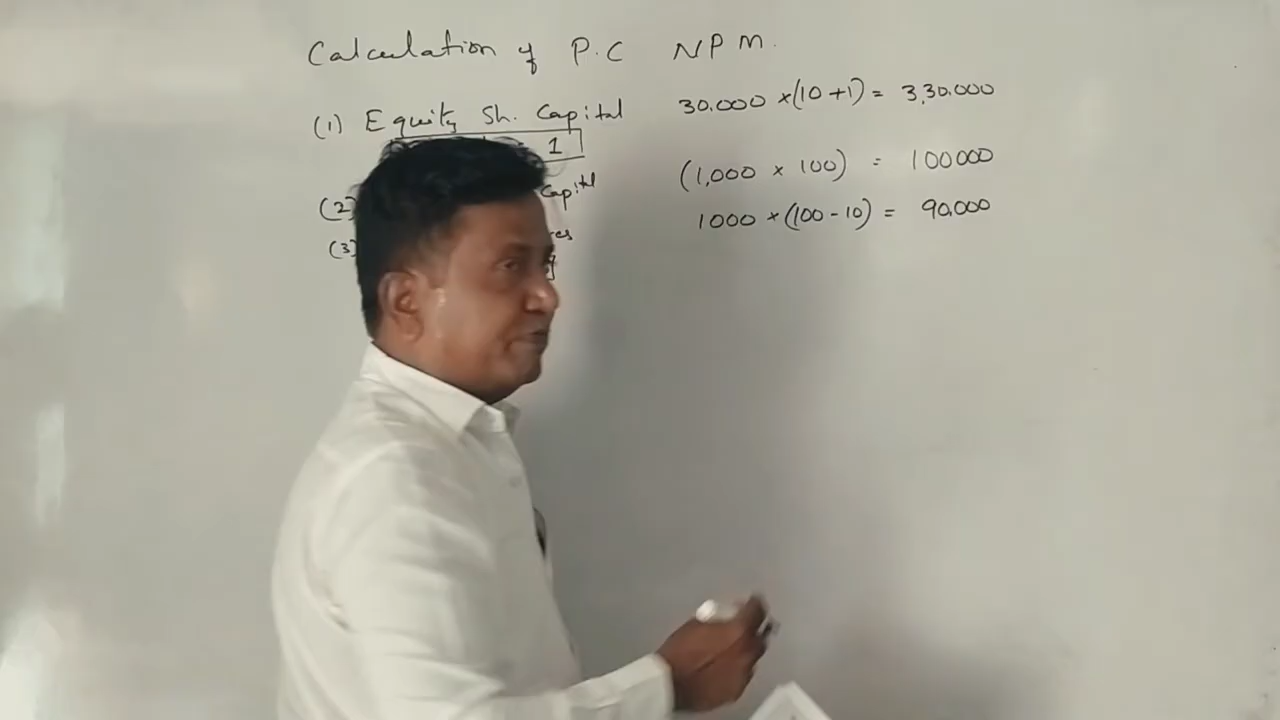 Calculation of P.C NPM.
(1) Equity Sh. Capital 30.000 x (10 + 1) = 3,30.000
1
(2) Capital (1,000 x 100) = 100000
(3) 1000 x (100 - 10) = 90.000